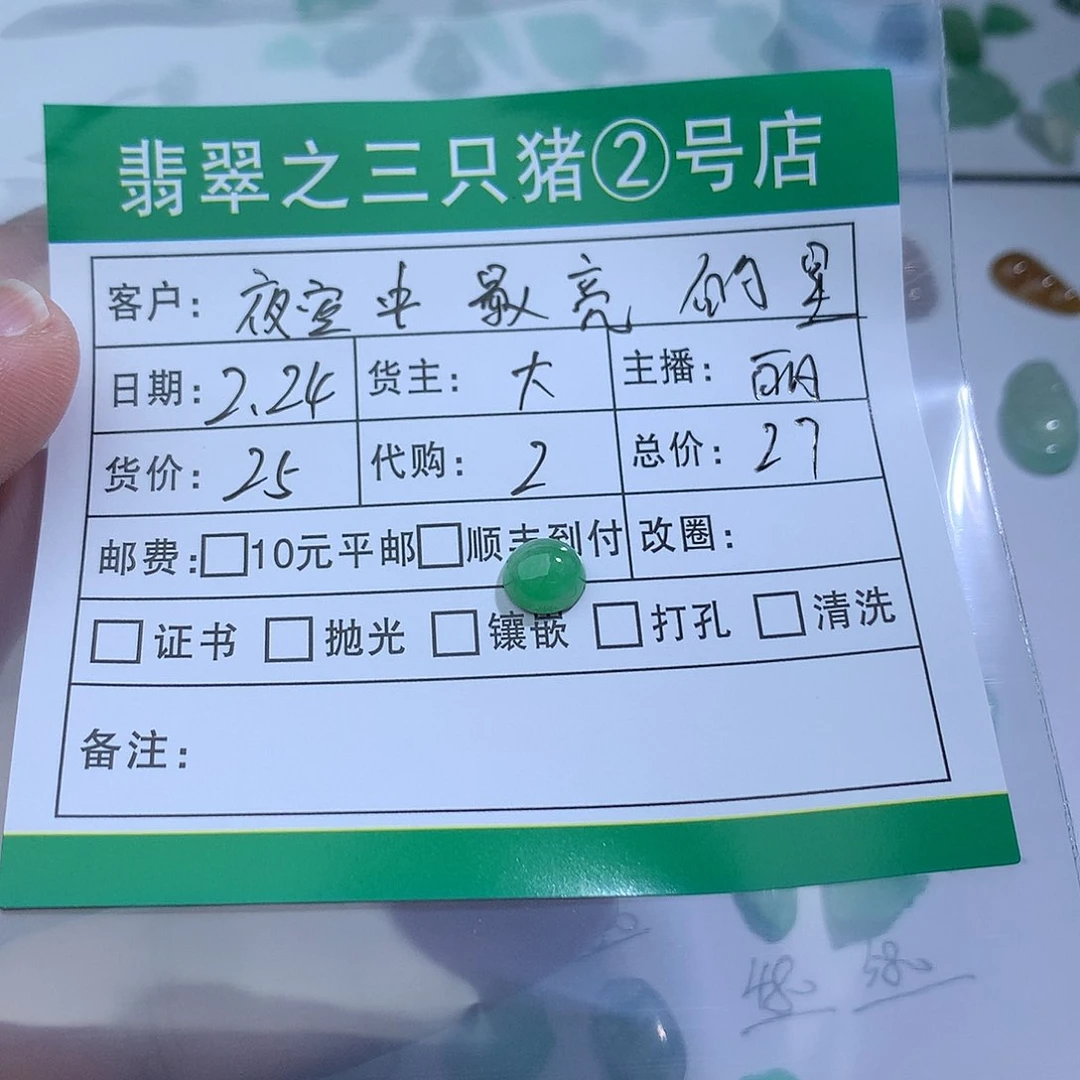 翡翠之三只猪②号店
客户：夜空中最亮的星
日期：2.24 货主：大 主播：丽
货价：25 代购：2 总价：27
邮费：□10元平邮□顺丰到付 改圈：
□证书 □抛光 □镶嵌 □打孔 □清洗
备注：
480 580